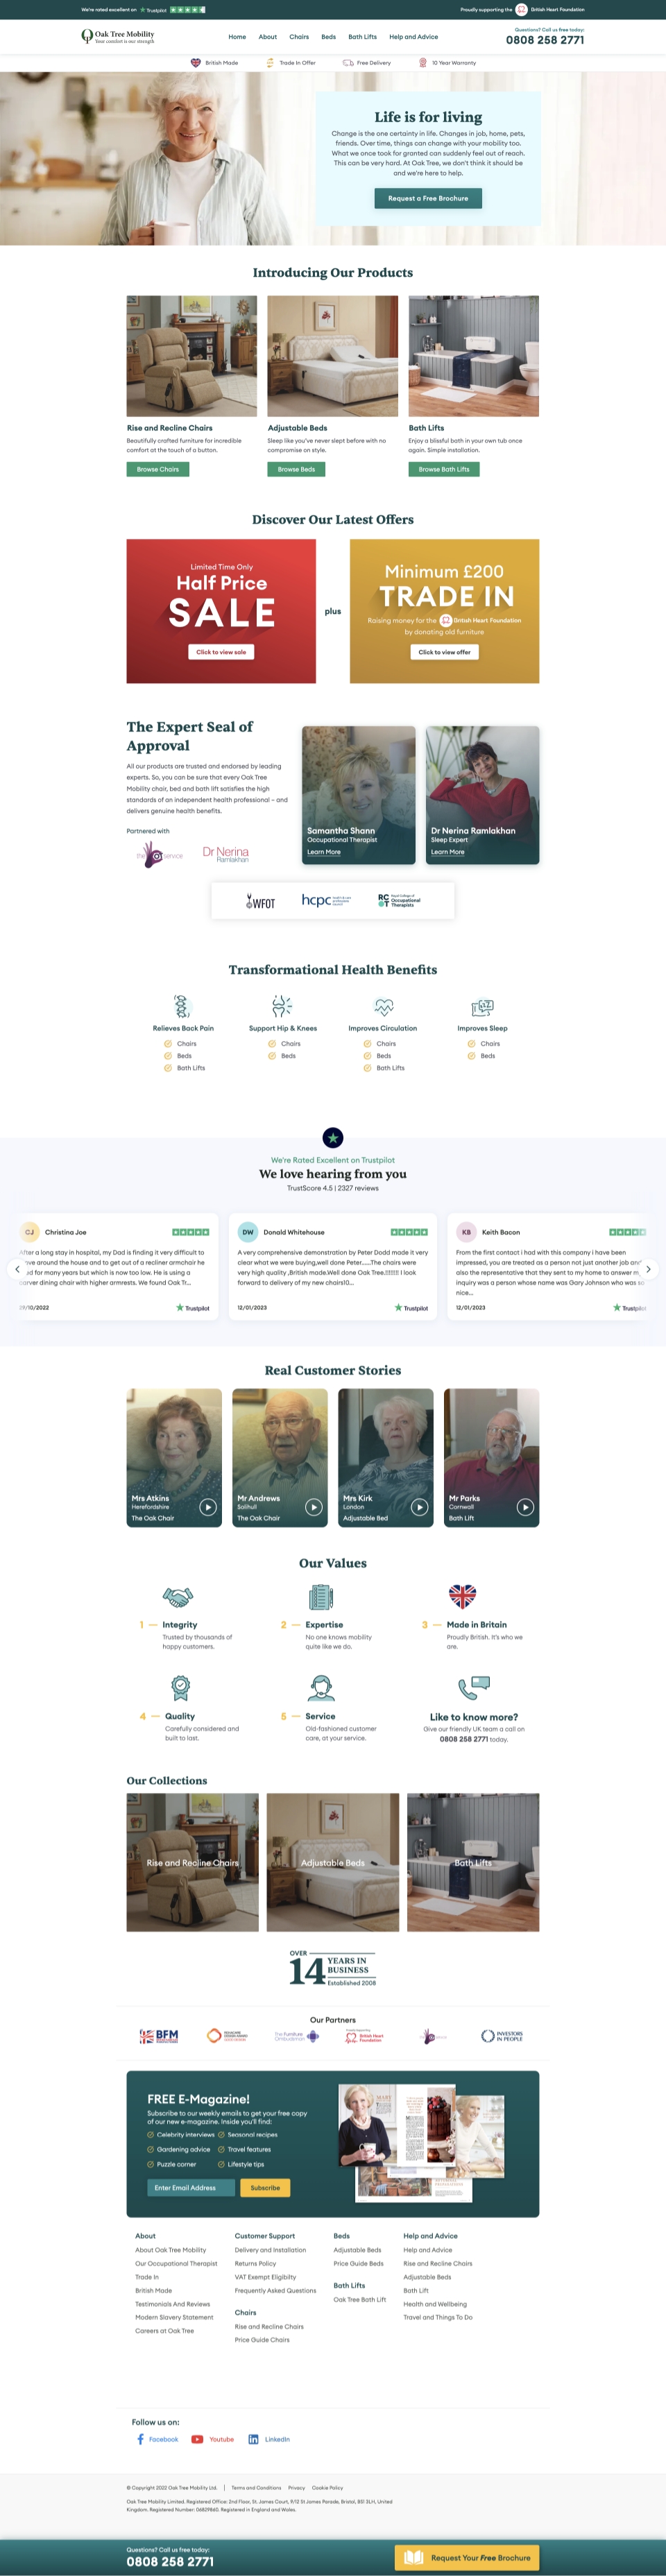 We're rated excellent on Trustpilot
Proudly supporting the British Heart Foundation
Oak Tree Mobility
Your comfort is our strength
Home About Chairs Beds Bath Lifts Help and Advice
Questions? Call us free today:
0808 258 2771
British Made
Trade In Offer
Free Delivery
10 Year Warranty
Life is for living
Change is the one certainty in life. Changes in job, home, pets,
friends. Over time, things can change with your mobility too.
What we once took for granted can suddenly feel out of reach.
This can be very hard. At Oak Tree, we don't think it should be
and we're here to help.
Request a Free Brochure
Introducing Our Products
Rise and Recline Chairs
Beautifully crafted furniture for incredible
comfort at the touch of a button.
Browse Chairs
Adjustable Beds
Sleep like you've never slept before with no
compromise on style.
Browse Beds
Bath Lifts
Enjoy a blissful bath in your own tub once
again. Simple installation.
Browse Bath Lifts
Discover Our Latest Offers
Limited Time Only
Half Price
SALE
Click to view sale
plus
Minimum £200
TRADE IN
Raising money for the British Heart Foundation
by donating old furniture
Click to view offer
The Expert Seal of
Approval
All our products are trusted and endorsed by leading
experts. So, you can be sure that every Oak Tree
Mobility chair, bed and bath lift satisfies the high
standards of an independent health professional – and
delivers genuine health benefits.
Partnered with
the OT service
Dr Nerina
Ramlakhan
Samantha Shann
Occupational Therapist
Learn More
Dr Nerina Ramlakhan
Sleep Expert
Learn More
WFOT
hcpc
RCOT Royal College of
Occupational
Therapists
Transformational Health Benefits
Relieves Back Pain
Chairs
Beds
Bath Lifts
Support Hip & Knees
Chairs
Beds
Improves Circulation
Chairs
Beds
Bath Lifts
Improves Sleep
Chairs
Beds
We're Rated Excellent on Trustpilot
We love hearing from you
TrustScore 4.5 | 2327 reviews
CJ Christina Joe
After a long stay in hospital, my Dad is finding it very difficult to
around the house and to get out of a recliner armchair he
for many years but which is now too low. He is using a
carver dining chair with higher armrests. We found Oak Tr...
/10/2022
Trustpilot
DW Donald Whitehouse
A very comprehensive demonstration by Peter Dodd made it very
clear what we were buying,well done Peter......The chairs were
very high quality ,British made.Well done Oak Tree.!!!!!!! I look
forward to delivery of my new chairs10...
12/01/2023
Trustpilot
KB Keith Bacon
From the first contact i had with this company i have been
impressed, you are treated as a person not just another job and
also the representative that they sent to my home to answer m
inquiry was a person whose name was Gary Johnson who was so
nice...
12/01/2023
Trustpilot
Real Customer Stories
Mrs Atkins
Herefordshire
The Oak Chair
Mr Andrews
Solihull
The Oak Chair
Mrs Kirk
London
Adjustable Bed
Mr Parks
Cornwall
Bath Lift
Our Values
1 — Integrity
Trusted by thousands of
happy customers.
2 — Expertise
No one knows mobility
quite like we do.
3 — Made in Britain
Proudly British. It's who we
are.
4 — Quality
Carefully considered and
built to last.
5 — Service
Old-fashioned customer
care, at your service.
Like to know more?
Give our friendly UK team a call on
0808 258 2771 today.
Our Collections
Rise and Recline Chairs
Adjustable Beds
Bath Lifts
OVER
14 YEARS IN
BUSINESS
Established 2008
Our Partners
BFM
The Furniture
Ombudsman
British Heart
Foundation
INVESTORS
IN PEOPLE
FREE E-Magazine!
Subscribe to our weekly emails to get your free copy
of our new e-magazine. Inside you'll find:
Celebrity interviews
Seasonal recipes
Gardening advice
Travel features
Puzzle corner
Lifestyle tips
Enter Email Address
Subscribe
About
About Oak Tree Mobility
Our Occupational Therapist
Trade In
British Made
Testimonials And Reviews
Modern Slavery Statement
Careers at Oak Tree
Customer Support
Delivery and Installation
Returns Policy
VAT Exempt Eligibilty
Frequently Asked Questions
Chairs
Rise and Recline Chairs
Price Guide Chairs
Beds
Adjustable Beds
Price Guide Beds
Bath Lifts
Oak Tree Bath Lift
Help and Advice
Help and Advice
Rise and Recline Chairs
Adjustable Beds
Bath Lift
Health and Wellbeing
Travel and Things To Do
Follow us on:
Facebook
Youtube
LinkedIn
© Copyright 2022 Oak Tree Mobility Ltd. | Terms and Conditions Privacy Cookie Policy
Oak Tree Mobility Limited. Registered Office: 2nd Floor, St. James Court, 9/12 St James Parade, Bristol, BS1 3LH, United
Kingdom. Registered Number: 06829860. Registered in England and Wales.
Questions? Call us free today:
0808 258 2771
Request Your Free Brochure